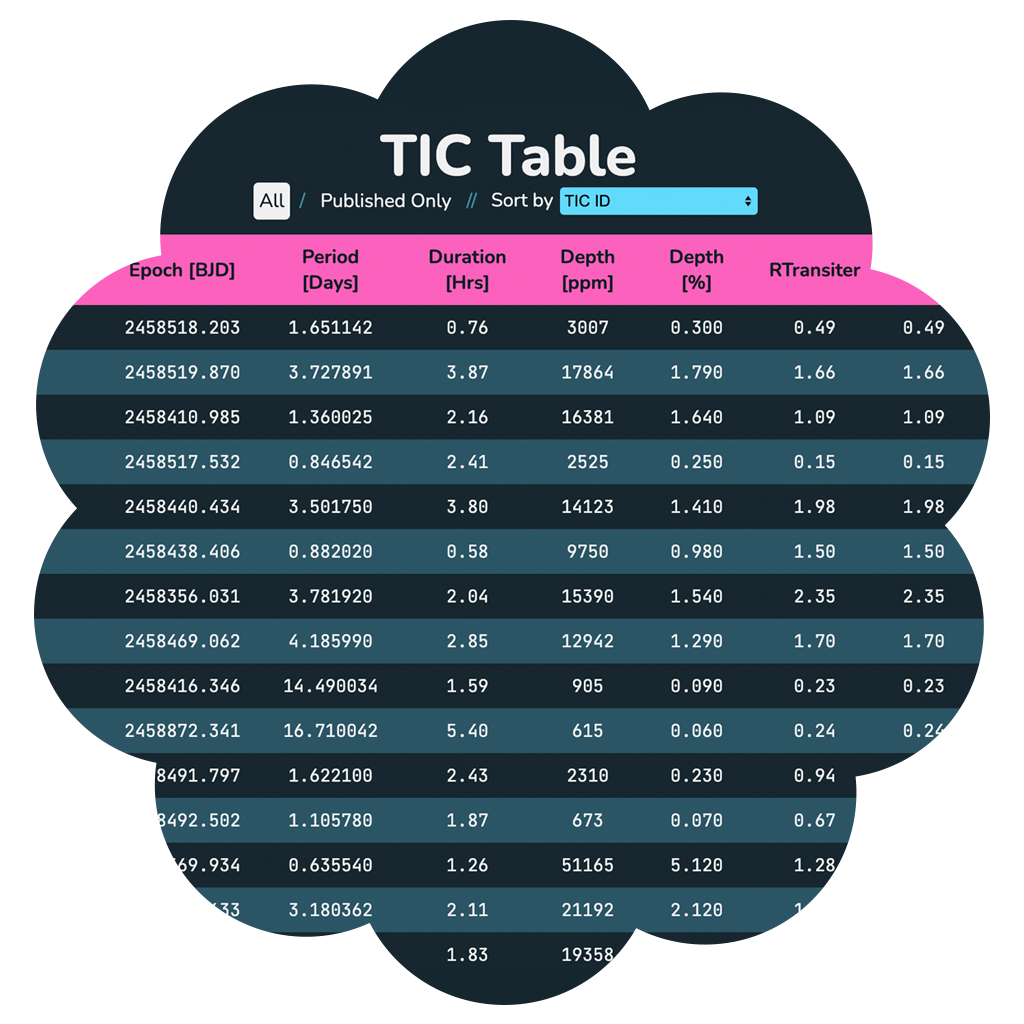 TIC Table
All / Published Only // Sort by TIC ID
Epoch [BJD] Period [Days] Duration [Hrs] Depth [ppm] Depth [%] RTransiter
2458518.203 1.651142 0.76 3007 0.300 0.49 0.49
2458519.870 3.727891 3.87 17864 1.790 1.66 1.66
2458410.985 1.360025 2.16 16381 1.640 1.09 1.09
2458517.532 0.846542 2.41 2525 0.250 0.15 0.15
2458440.434 3.501750 3.80 14123 1.410 1.98 1.98
2458438.406 0.882020 0.58 9750 0.980 1.50 1.50
2458356.031 3.781920 2.04 15390 1.540 2.35 2.35
2458469.062 4.185990 2.85 12942 1.290 1.70 1.70
2458416.346 14.490034 1.59 905 0.090 0.23 0.23
2458872.341 16.710042 5.40 615 0.060 0.24 0.24
8491.797 1.622100 2.43 2310 0.230 0.94
8492.502 1.105780 1.87 673 0.070 0.67
69.934 0.635540 1.26 51165 5.120 1.28
33 3.180362 2.11 21192 2.120
1.83 19358